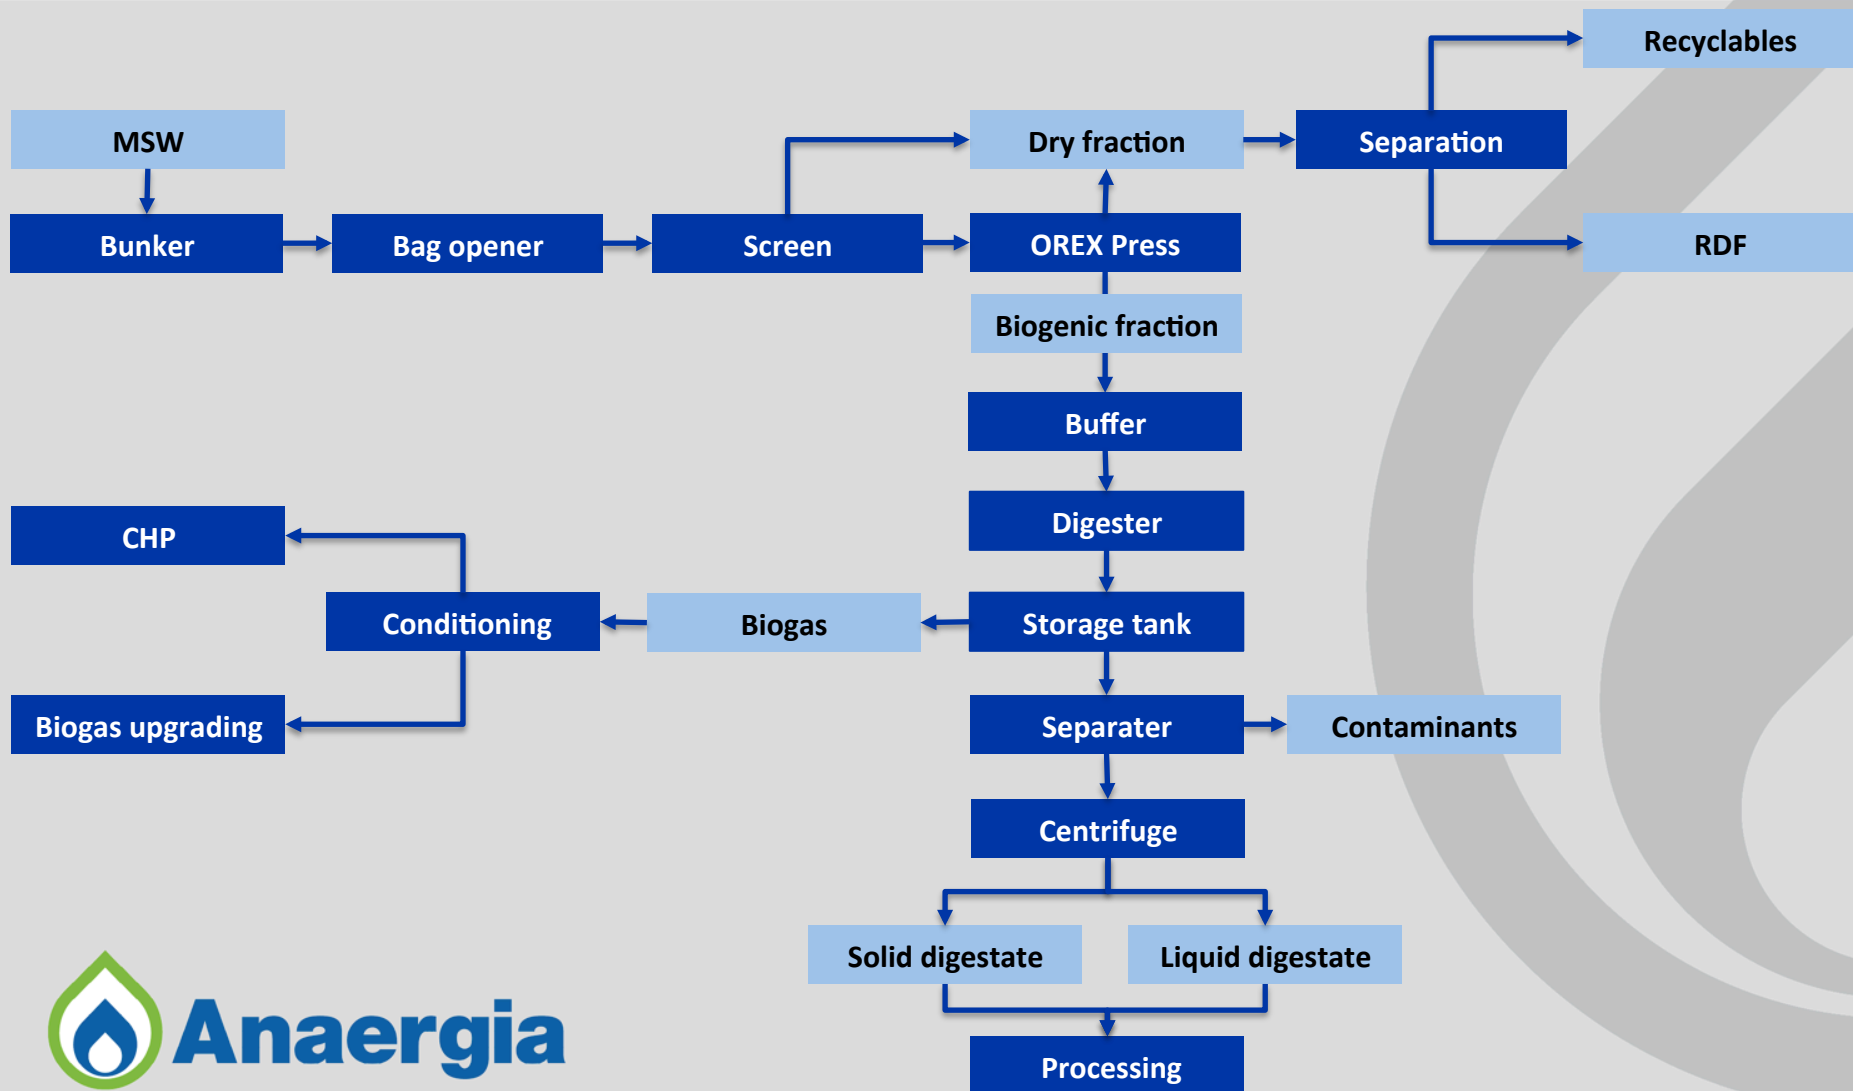 Recyclables
MSW
Dry fraction
Separation
Bunker
Bag opener
Screen
OREX Press
RDF
Biogenic fraction
Buffer
Digester
CHP
Conditioning
Biogas
Storage tank
Biogas upgrading
Separater
Contaminants
Centrifuge
Solid digestate
Liquid digestate
Anaergia
Processing